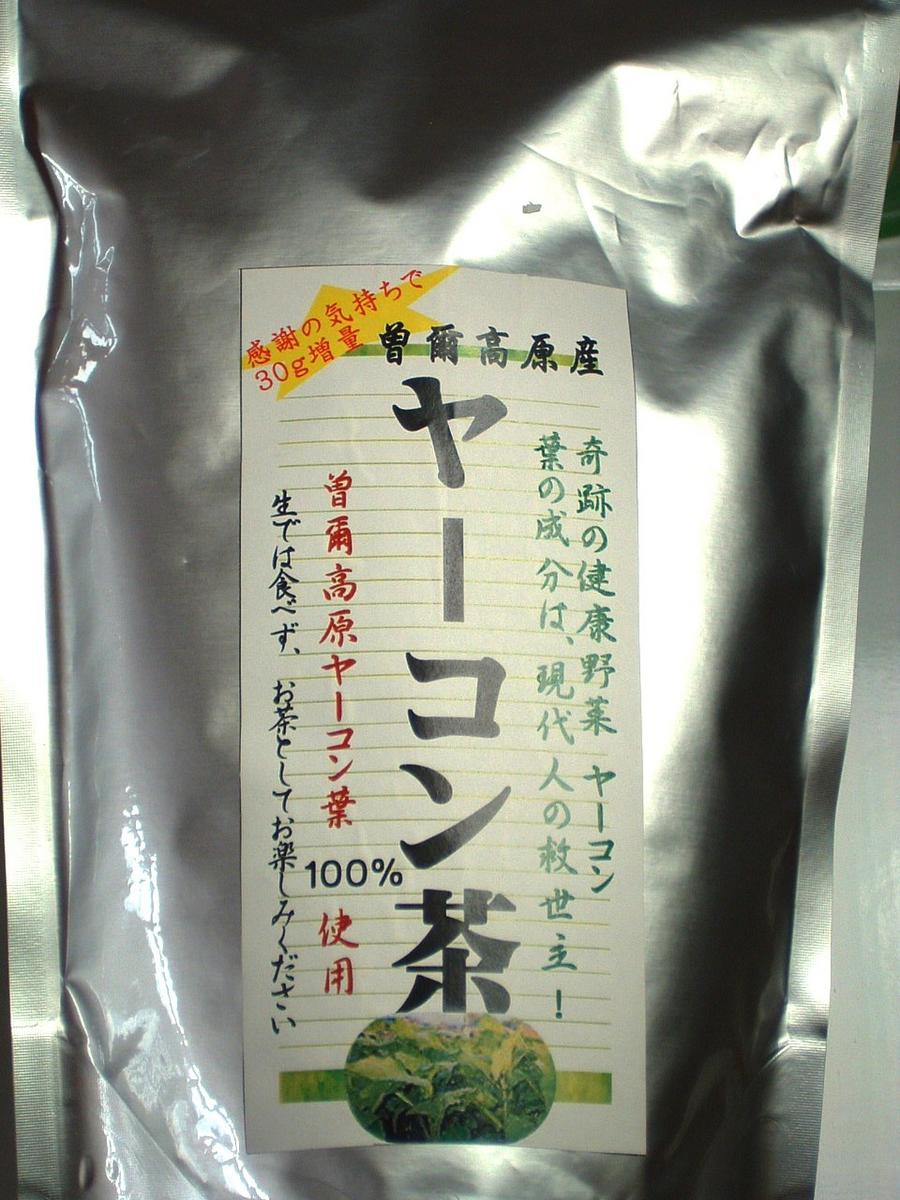 感謝の気持ちで
30g増量
曽爾高原産
奇跡の健康野菜 ヤーコン
葉の成分は、現代人の救世主！
ヤーコン茶
曽爾高原ヤーコン葉
100%
使用
生では食べず、お茶としてお楽しみください